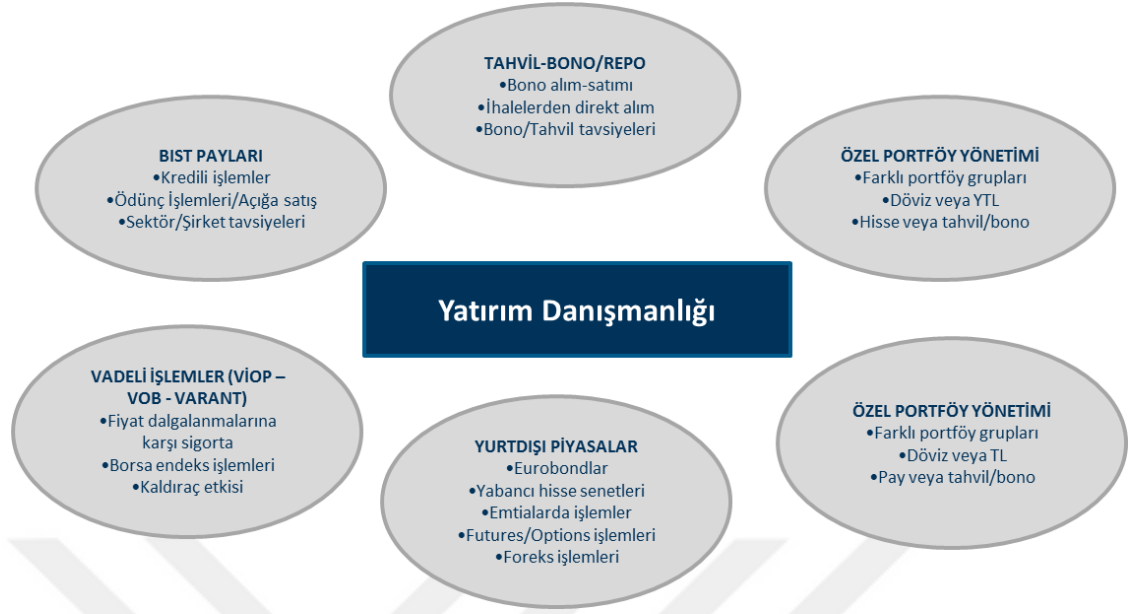 TAHVİL-BONO/REPO
•Bono alım-satımı
•İhalelerden direkt alım
•Bono/Tahvil tavsiyeleri
BIST PAYLARI
•Kredili işlemler
•Ödünç İşlemleri/Açığa satış
•Sektör/Şirket tavsiyeleri
ÖZEL PORTFÖY YÖNETİMİ
•Farklı portföy grupları
•Döviz veya YTL
•Hisse veya tahvil/bono
Yatırım Danışmanlığı
VADELİ İŞLEMLER (VİOP –
VOB - VARANT)
•Fiyat dalgalanmalarına
karşı sigorta
•Borsa endeks işlemleri
•Kaldıraç etkisi
YURTDIŞI PİYASALAR
•Eurobondlar
•Yabancı hisse senetleri
•Emtialarda işlemler
•Futures/Options işlemleri
•Foreks işlemleri
ÖZEL PORTFÖY YÖNETİMİ
•Farklı portföy grupları
•Döviz veya TL
•Pay veya tahvil/bono